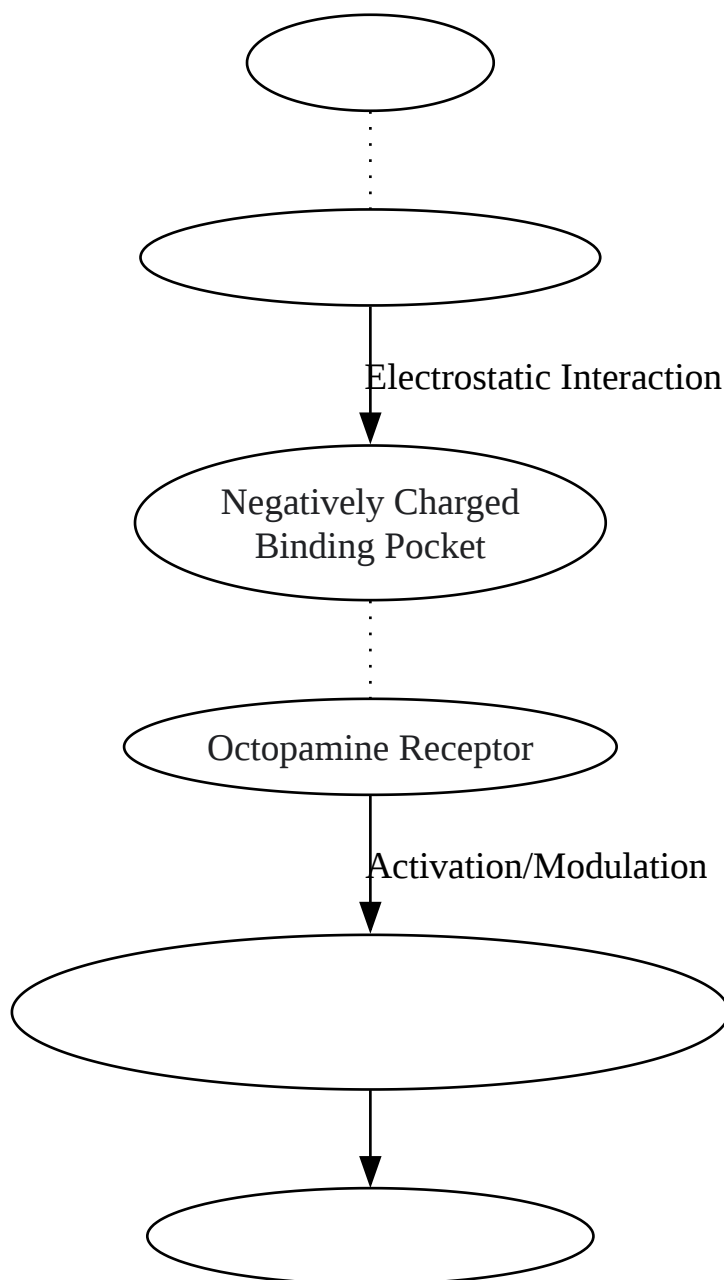 Electrostatic Interaction
Negatively Charged
Binding Pocket
Octopamine Receptor
Activation/Modulation